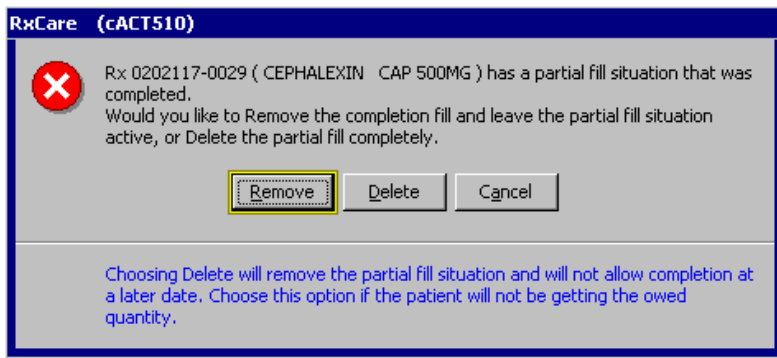 RxCare (cACT510)
Rx 0202117-0029 ( CEPHALEXIN CAP 500MG ) has a partial fill situation that was
completed.
Would you like to Remove the completion fill and leave the partial fill situation
active, or Delete the partial fill completely.
Remove Delete Cancel
Choosing Delete will remove the partial fill situation and will not allow completion at
a later date. Choose this option if the patient will not be getting the owed
quantity.